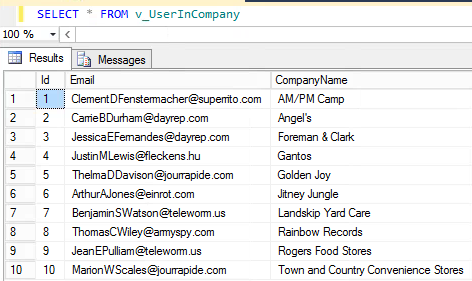 SELECT * FROM v_UserInCompany
100 %
Results Messages
Id Email CompanyName
1 1 ClementDFenstermacher@superrito.com AM/PM Camp
2 2 CarrieBDurham@dayrep.com Angel's
3 3 JessicaEFernandes@dayrep.com Foreman & Clark
4 4 JustinMLewis@fleckens.hu Gantos
5 5 ThelmaDDavison@jourrapide.com Golden Joy
6 6 ArthurAJones@einrot.com Jitney Jungle
7 7 BenjaminSWatson@teleworm.us Landskip Yard Care
8 8 ThomasCWiley@armyspy.com Rainbow Records
9 9 JeanEPulliam@teleworm.us Rogers Food Stores
10 10 MarionWScales@jourrapide.com Town and Country Convenience Stores